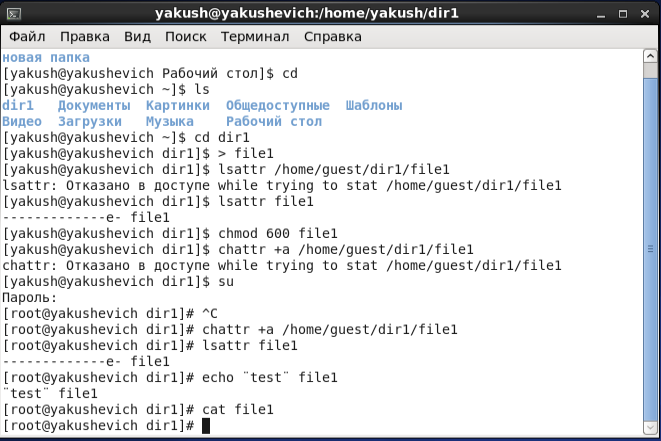 yakush@yakushevich:/home/yakush/dir1
Файл Правка Вид Поиск Терминал Справка
новая папка
[yakush@yakushevich Рабочий стол]$ cd
[yakush@yakushevich ~]$ ls
dir1 Документы Картинки Общедоступные Шаблоны
Видео Загрузки Музыка Рабочий стол
[yakush@yakushevich ~]$ cd dir1
[yakush@yakushevich dir1]$ > file1
[yakush@yakushevich dir1]$ lsattr /home/guest/dir1/file1
lsattr: Отказано в доступе while trying to stat /home/guest/dir1/file1
[yakush@yakushevich dir1]$ lsattr file1
-------------e- file1
[yakush@yakushevich dir1]$ chmod 600 file1
[yakush@yakushevich dir1]$ chattr +a /home/guest/dir1/file1
chattr: Отказано в доступе while trying to stat /home/guest/dir1/file1
[yakush@yakushevich dir1]$ su
Пароль:
[root@yakushevich dir1]# ^C
[root@yakushevich dir1]# chattr +a /home/guest/dir1/file1
[root@yakushevich dir1]# lsattr file1
-------------e- file1
[root@yakushevich dir1]# echo ¨test¨ file1
¨test¨ file1
[root@yakushevich dir1]# cat file1
[root@yakushevich dir1]#